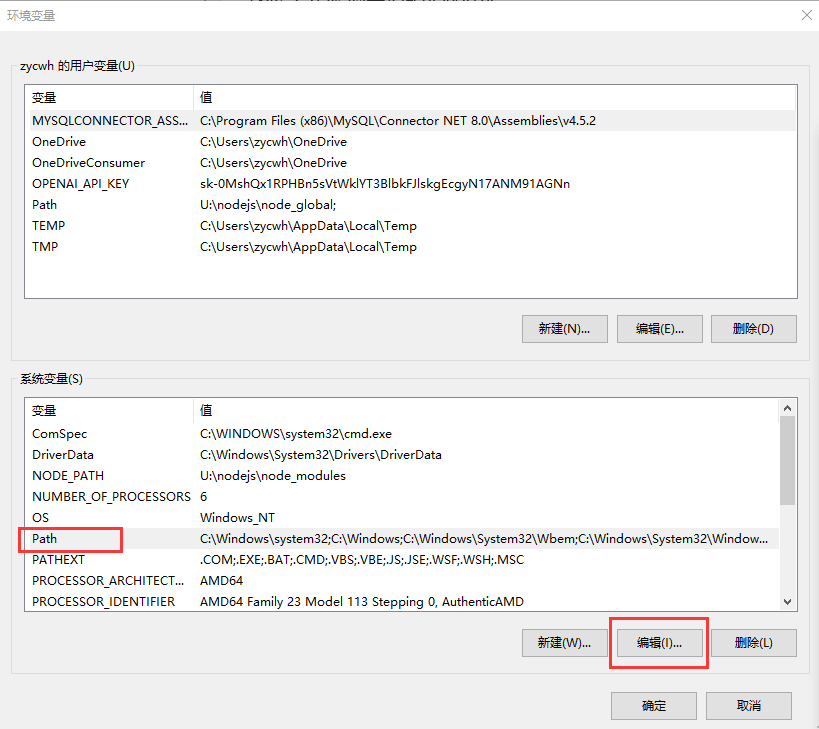 环境变量
zycwh 的用户变量(U)
变量 值
MYSQLCONNECTOR_ASS... C:\Program Files (x86)\MySQL\Connector NET 8.0\Assemblies\v4.5.2
OneDrive C:\Users\zycwh\OneDrive
OneDriveConsumer C:\Users\zycwh\OneDrive
OPENAI_API_KEY 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
Path U:\nodejs\node_global;
TEMP C:\Users\zycwh\AppData\Local\Temp
TMP C:\Users\zycwh\AppData\Local\Temp
新建(N)... 编辑(E)... 删除(D)
系统变量(S)
变量 值
ComSpec C:\WINDOWS\system32\cmd.exe
DriverData C:\Windows\System32\Drivers\DriverData
NODE_PATH U:\nodejs\node_modules
NUMBER_OF_PROCESSORS 6
OS Windows_NT
Path C:\Windows\system32;C:\Windows;C:\Windows\System32\Wbem;C:\Windows\System32\Window...
PATHEXT .COM;.EXE;.BAT;.CMD;.VBS;.VBE;.JS;.JSE;.WSF;.WSH;.MSC
PROCESSOR_ARCHITECT... AMD64
PROCESSOR_IDENTIFIER AMD64 Family 23 Model 113 Stepping 0, AuthenticAMD
新建(W)... 编辑(I)... 删除(L)
确定 取消